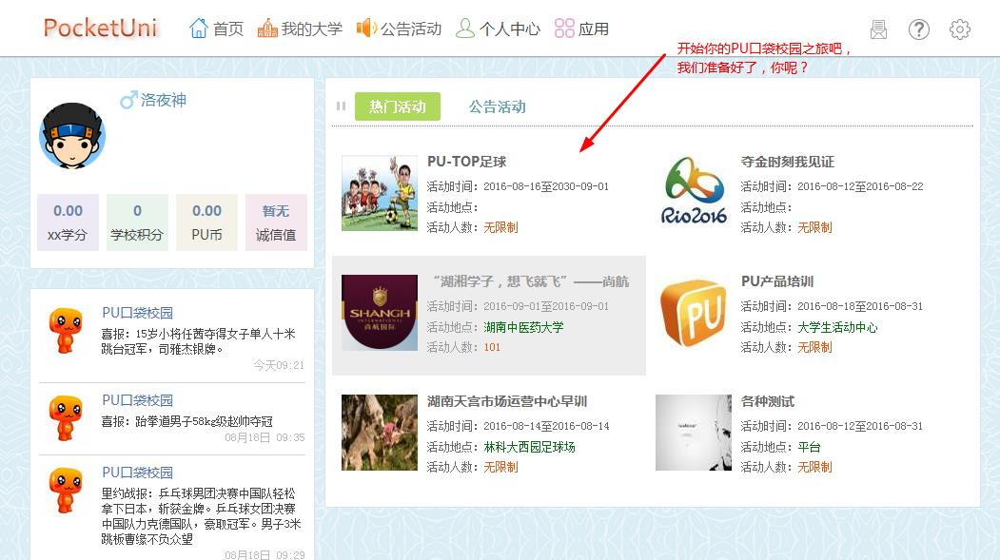 PocketUni
首页
我的大学
公告活动
个人中心
应用
开始你的PU口袋校园之旅吧，
我们准备好了，你呢？
洛夜神
0.00
xx学分
0
学校积分
0.00
PU币
暂无
诚信值
PU口袋校园
喜报：15岁小将任茜夺得女子单人十米
跳台冠军，司雅杰银牌。
今天09:21
PU口袋校园
喜报：跆拳道男子58kg级赵帅夺冠
08月18日 09:35
PU口袋校园
里约战报：乒乓球男团决赛中国队轻松
拿下日本，斩获金牌。乒乓球女团决赛
中国队力克德国队，豪取冠军。男子3米
跳板曹缘不负众望
08月18日 09:29
热门活动
公告活动
PU-TOP足球
活动时间：2016-08-16至2030-09-01
活动地点：
活动人数：无限制
Rio2016
夺金时刻我见证
活动时间：2016-08-12至2016-08-22
活动地点：
活动人数：无限制
SHANGH
INTERNATIONAL
尚航国际
“湖湘学子，想飞就飞”——尚航
活动时间：2016-09-01至2016-09-01
活动地点：湖南中医药大学
活动人数：101
PU
PU产品培训
活动时间：2016-08-18至2016-08-31
活动地点：大学生活动中心
活动人数：无限制
湖南天宫市场运营中心早训
活动时间：2016-08-14至2016-08-14
活动地点：林科大西园足球场
活动人数：无限制
各种测试
活动时间：2016-08-12至2016-08-31
活动地点：平台
活动人数：无限制